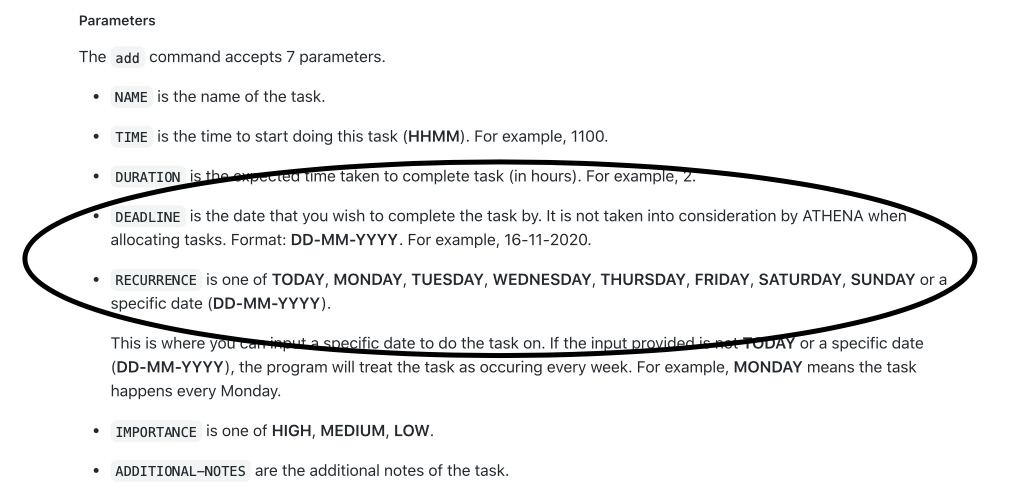 Parameters
The add command accepts 7 parameters.
• NAME is the name of the task.
• TIME is the time to start doing this task (HHMM). For example, 1100.
• DURATION is the expected time taken to complete task (in hours). For example, 2.
• DEADLINE is the date that you wish to complete the task by. It is not taken into consideration by ATHENA when
allocating tasks. Format: DD-MM-YYYY. For example, 16-11-2020.
• RECURRENCE is one of TODAY, MONDAY, TUESDAY, WEDNESDAY, THURSDAY, FRIDAY, SATURDAY, SUNDAY or a
specific date (DD-MM-YYYY).
This is where you can input a specific date to do the task on. If the input provided is not TODAY or a specific date
(DD-MM-YYYY), the program will treat the task as occuring every week. For example, MONDAY means the task
happens every Monday.
• IMPORTANCE is one of HIGH, MEDIUM, LOW.
• ADDITIONAL-NOTES are the additional notes of the task.